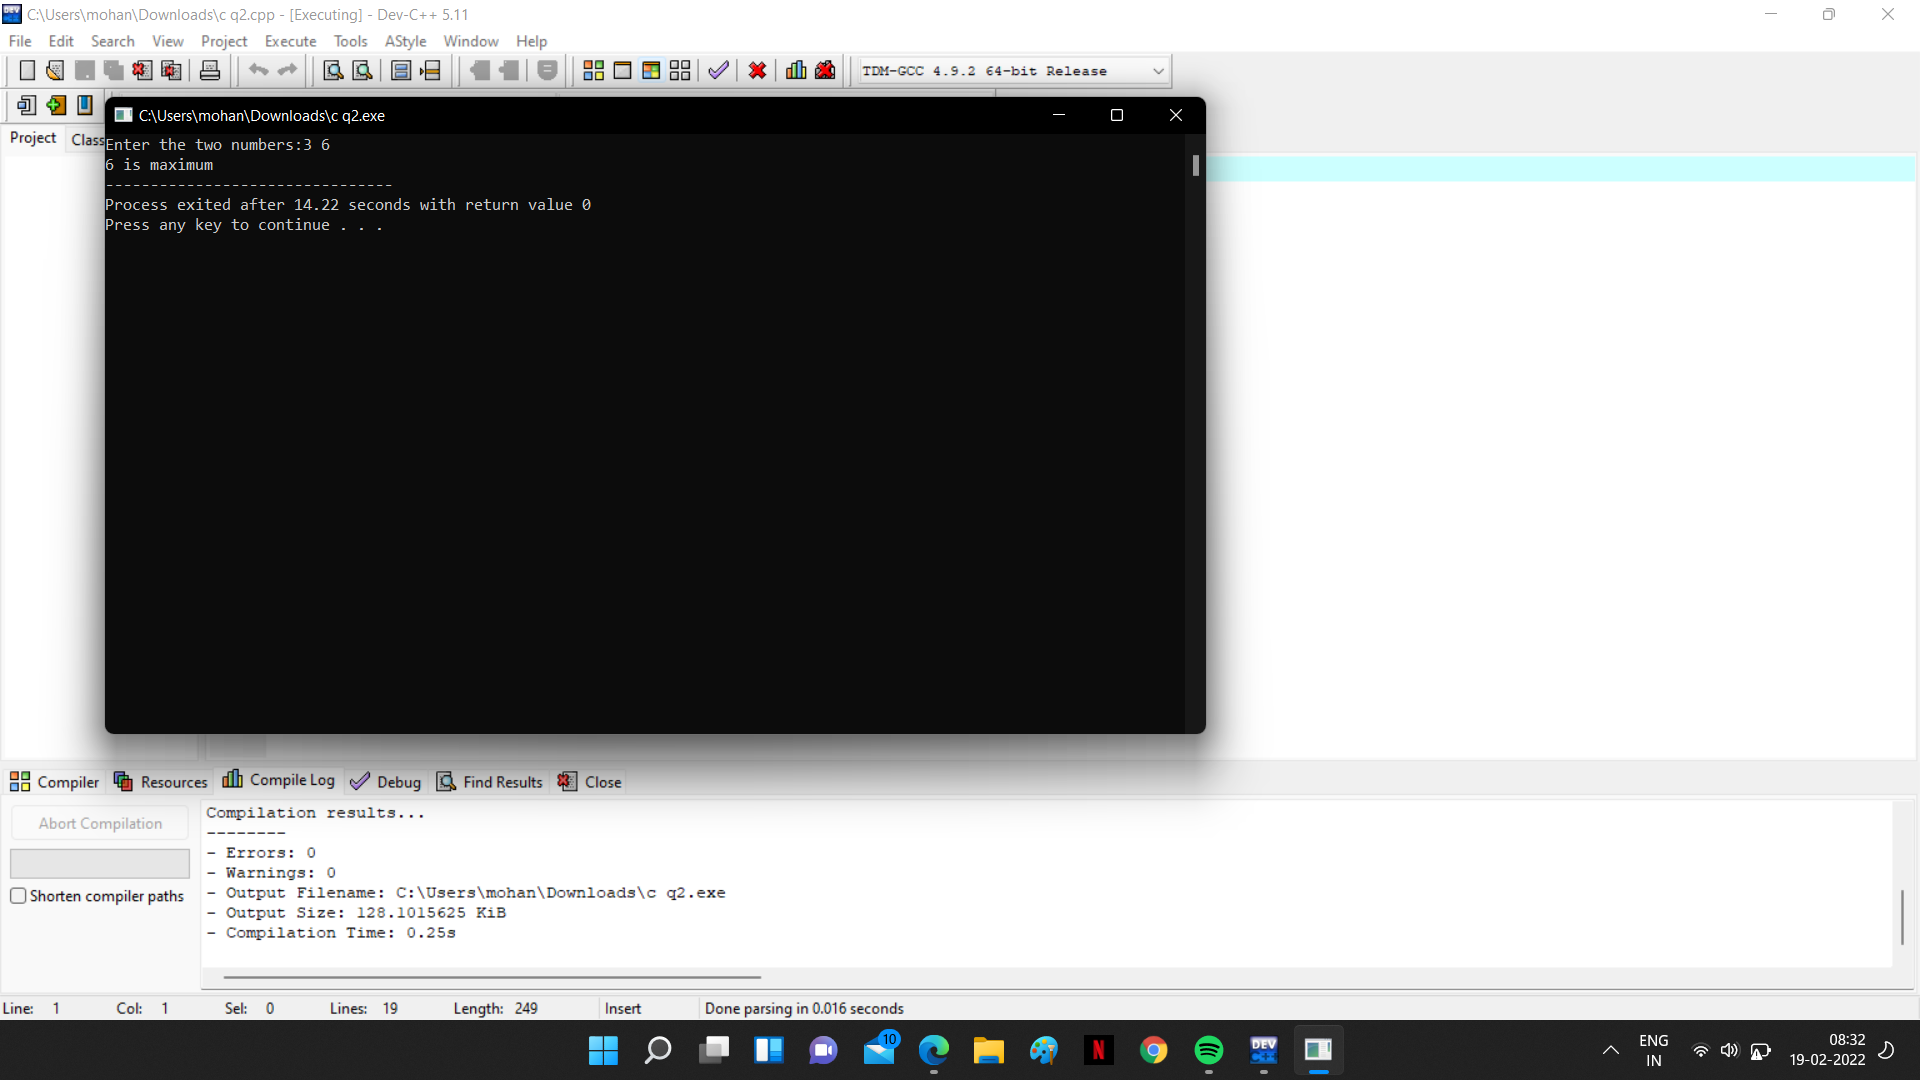 C:\Users\mohan\Downloads\c q2.cpp - [Executing] - Dev-C++ 5.11
File Edit Search View Project Execute Tools AStyle Window Help
TDM-GCC 4.9.2 64-bit Release
C:\Users\mohan\Downloads\c q2.exe
Project Clas
Enter the two numbers:3 6
6 is maximum
--------------------------------
Process exited after 14.22 seconds with return value 0
Press any key to continue . . .
Compiler Resources Compile Log Debug Find Results Close
Abort Compilation
Shorten compiler paths
Compilation results...
--------
- Errors: 0
- Warnings: 0
- Output Filename: C:\Users\mohan\Downloads\c q2.exe
- Output Size: 128.1015625 KiB
- Compilation Time: 0.25s
Line: 1 Col: 1 Sel: 0 Lines: 19 Length: 249 Insert Done parsing in 0.016 seconds
10
DEV C++
ENG
IN
08:32
19-02-2022